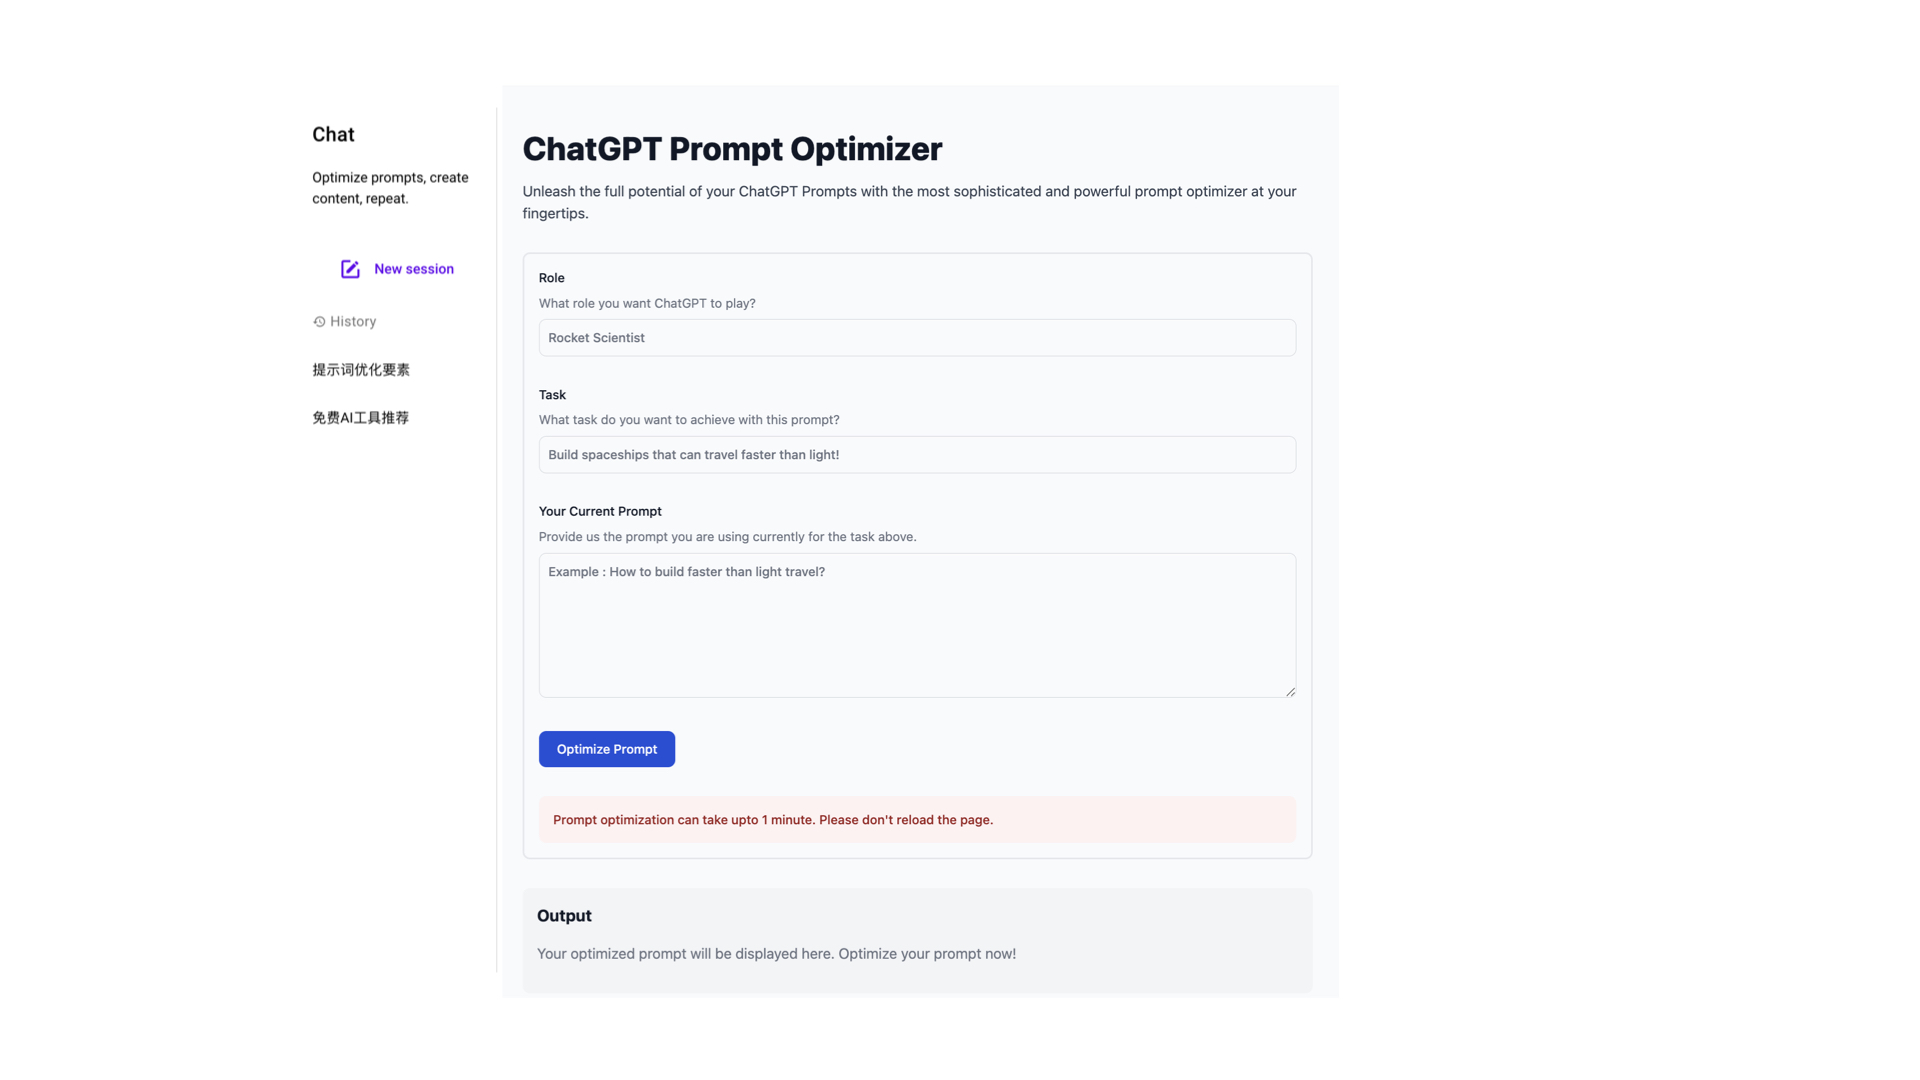 Chat
Optimize prompts, create
content, repeat.
New session
History
提示词优化要素
免费AI工具推荐
ChatGPT Prompt Optimizer
Unleash the full potential of your ChatGPT Prompts with the most sophisticated and powerful prompt optimizer at your
fingertips.
Role
What role you want ChatGPT to play?
Rocket Scientist
Task
What task do you want to achieve with this prompt?
Build spaceships that can travel faster than light!
Your Current Prompt
Provide us the prompt you are using currently for the task above.
Example : How to build faster than light travel?
Optimize Prompt
Prompt optimization can take upto 1 minute. Please don't reload the page.
Output
Your optimized prompt will be displayed here. Optimize your prompt now!